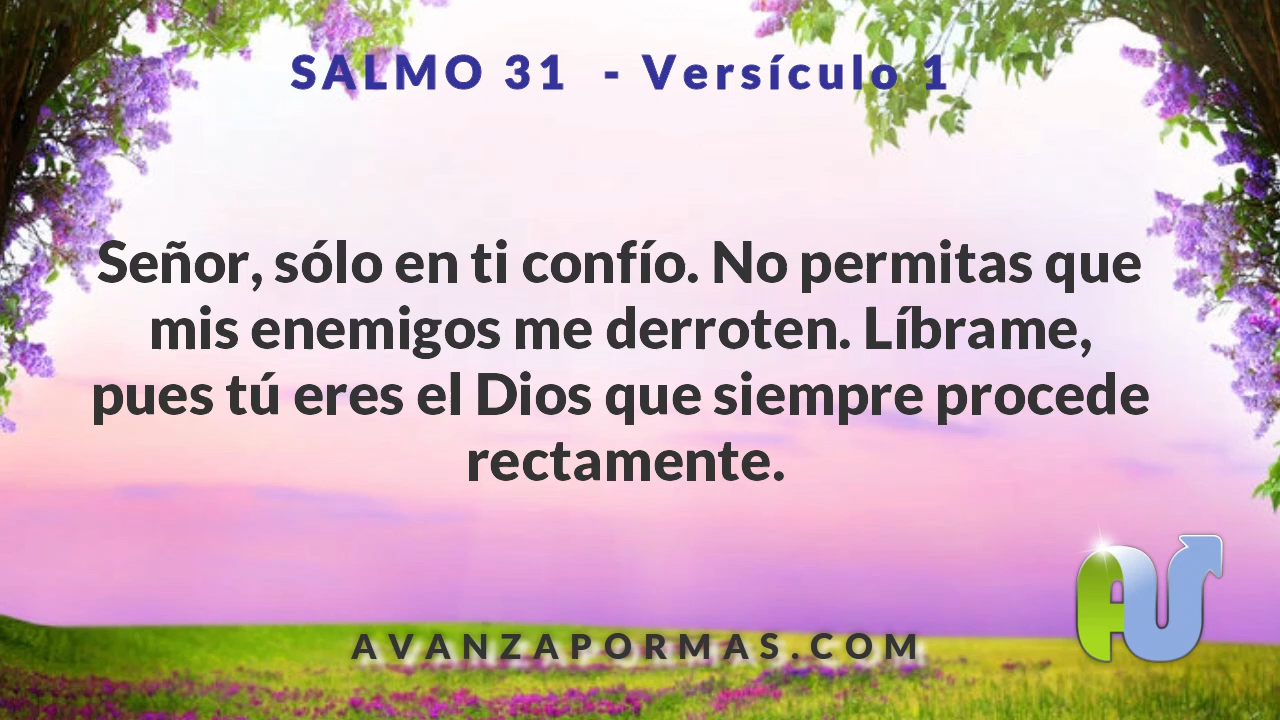 SALMO 31 - Versículo 1
Señor, sólo en ti confío. No permitas que
mis enemigos me derroten. Líbrame,
pues tú eres el Dios que siempre procede
rectamente.
AVANZAPORMAS.COM